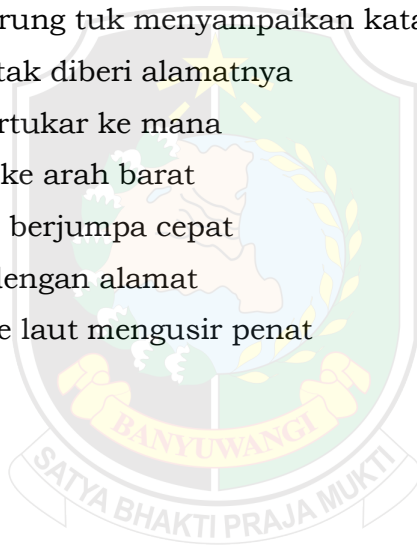 rung tuk menyampaikan kata
tak diberi alamatnya
rtukar ke mana
ke arah barat
berjumpa cepat
dengan alamat
e laut mengusir penat
BANYUWANGI
SATYA BHAKTI PRAJA MUKTI